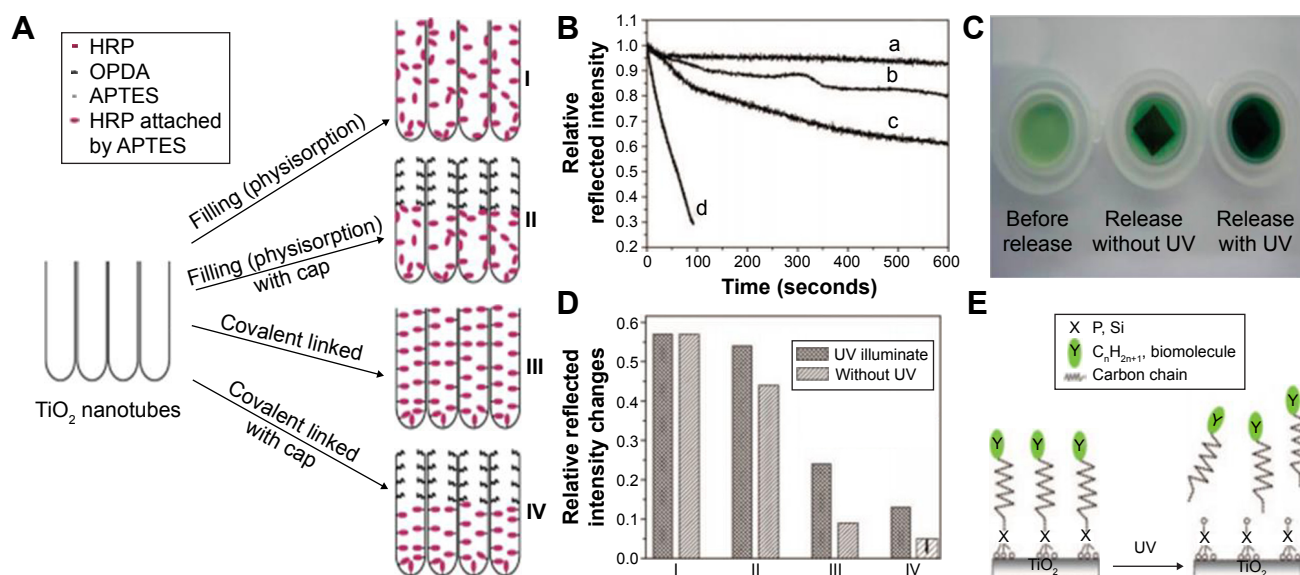 A
HRP
OPDA
APTES
HRP attached
by APTES
Filling (physisorption)
Filling (physisorption)
with cap
Covalent linked
Covalent linked
with cap
TiO2 nanotubes
I
II
III
IV
B
Relative
reflected intensity
1.0
0.9
0.8
0.7
0.6
0.5
0.4
0.3
0.2
a
b
c
d
0 100 200 300 400 500 600
Time (seconds)
C
Before
release
Release
without UV
Release
with UV
D
Relative reflected
intensity changes
0.6
0.5
0.4
0.3
0.2
0.1
0.0
UV illuminate
Without UV
I II III IV
E
X P, Si
Y CnH2n+1, biomolecule
Carbon chain
Y Y Y
X X X
TiO2
UV
Y Y Y
X X X
TiO2